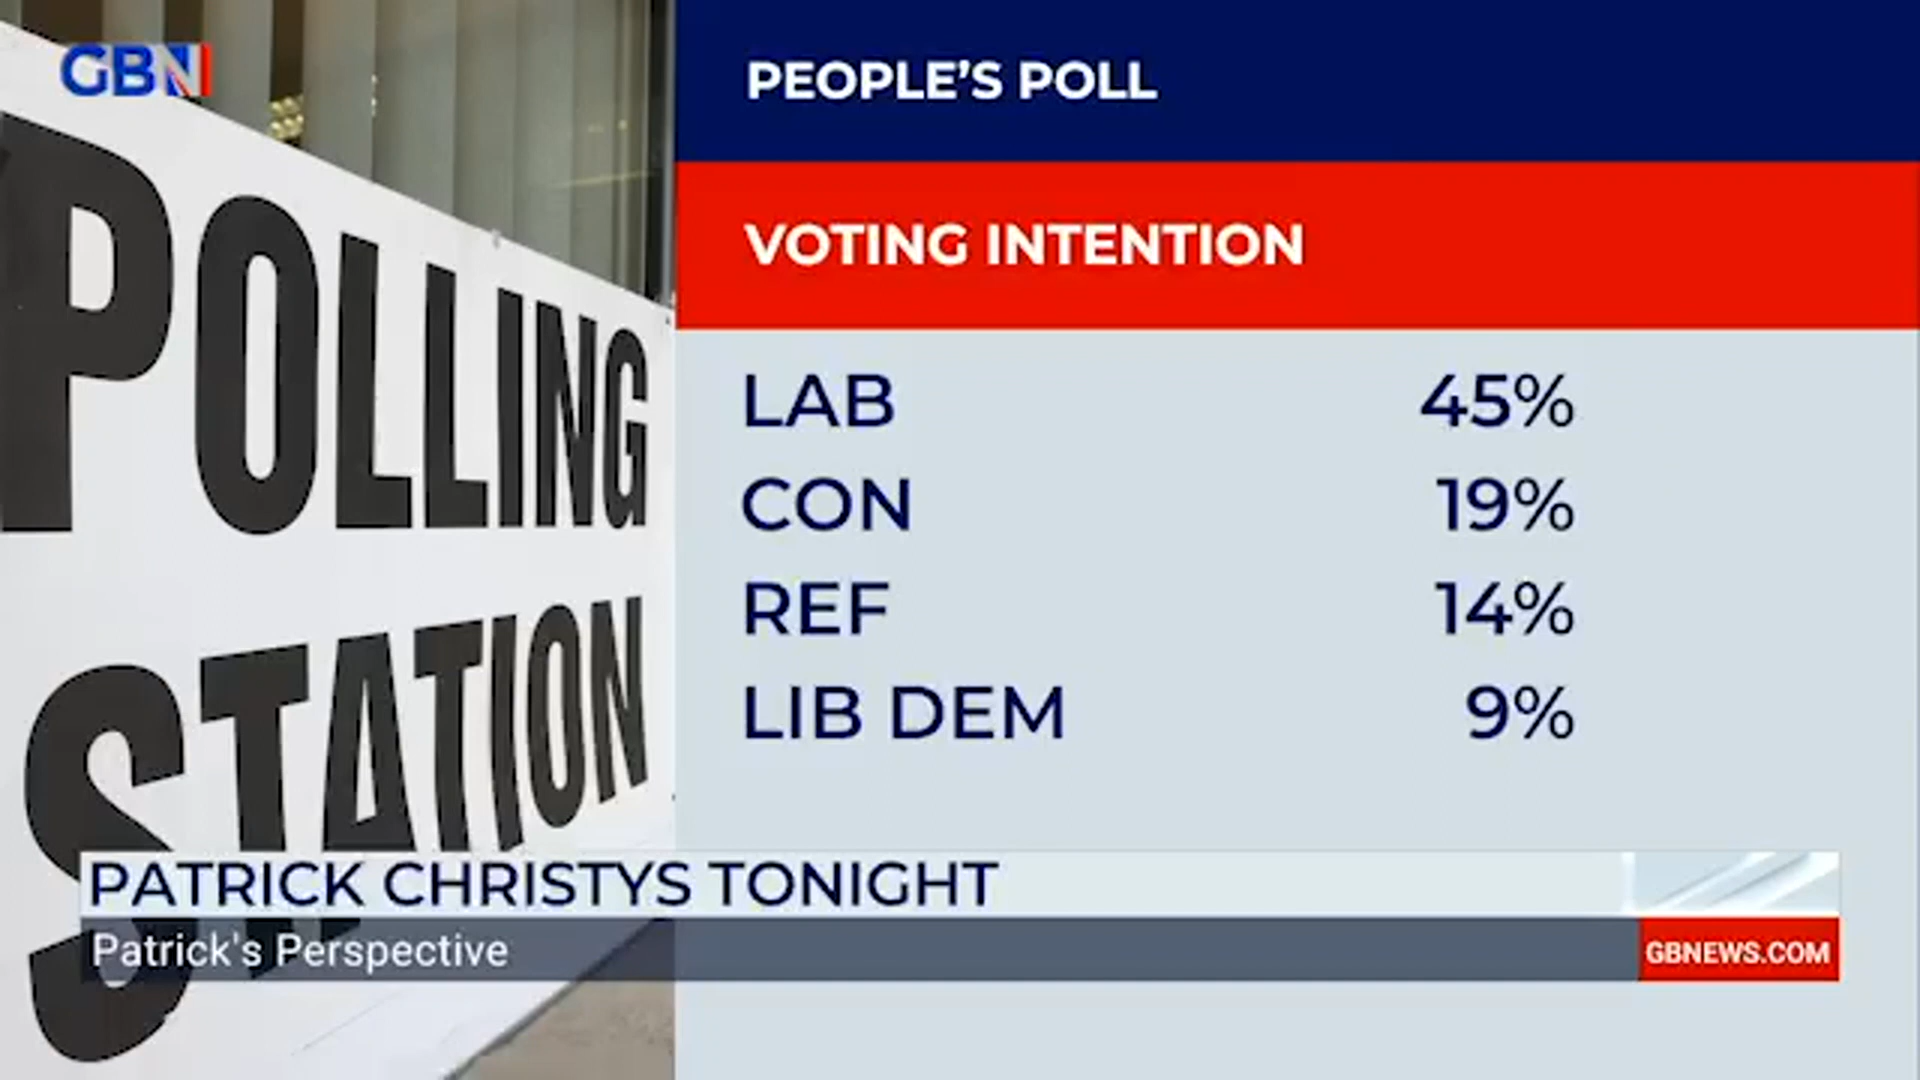 GBN
POLLING
STATION
PEOPLE'S POLL
VOTING INTENTION
LAB 45%
CON 19%
REF 14%
LIB DEM 9%
PATRICK CHRISTYS TONIGHT
Patrick's Perspective
GBNEWS.COM